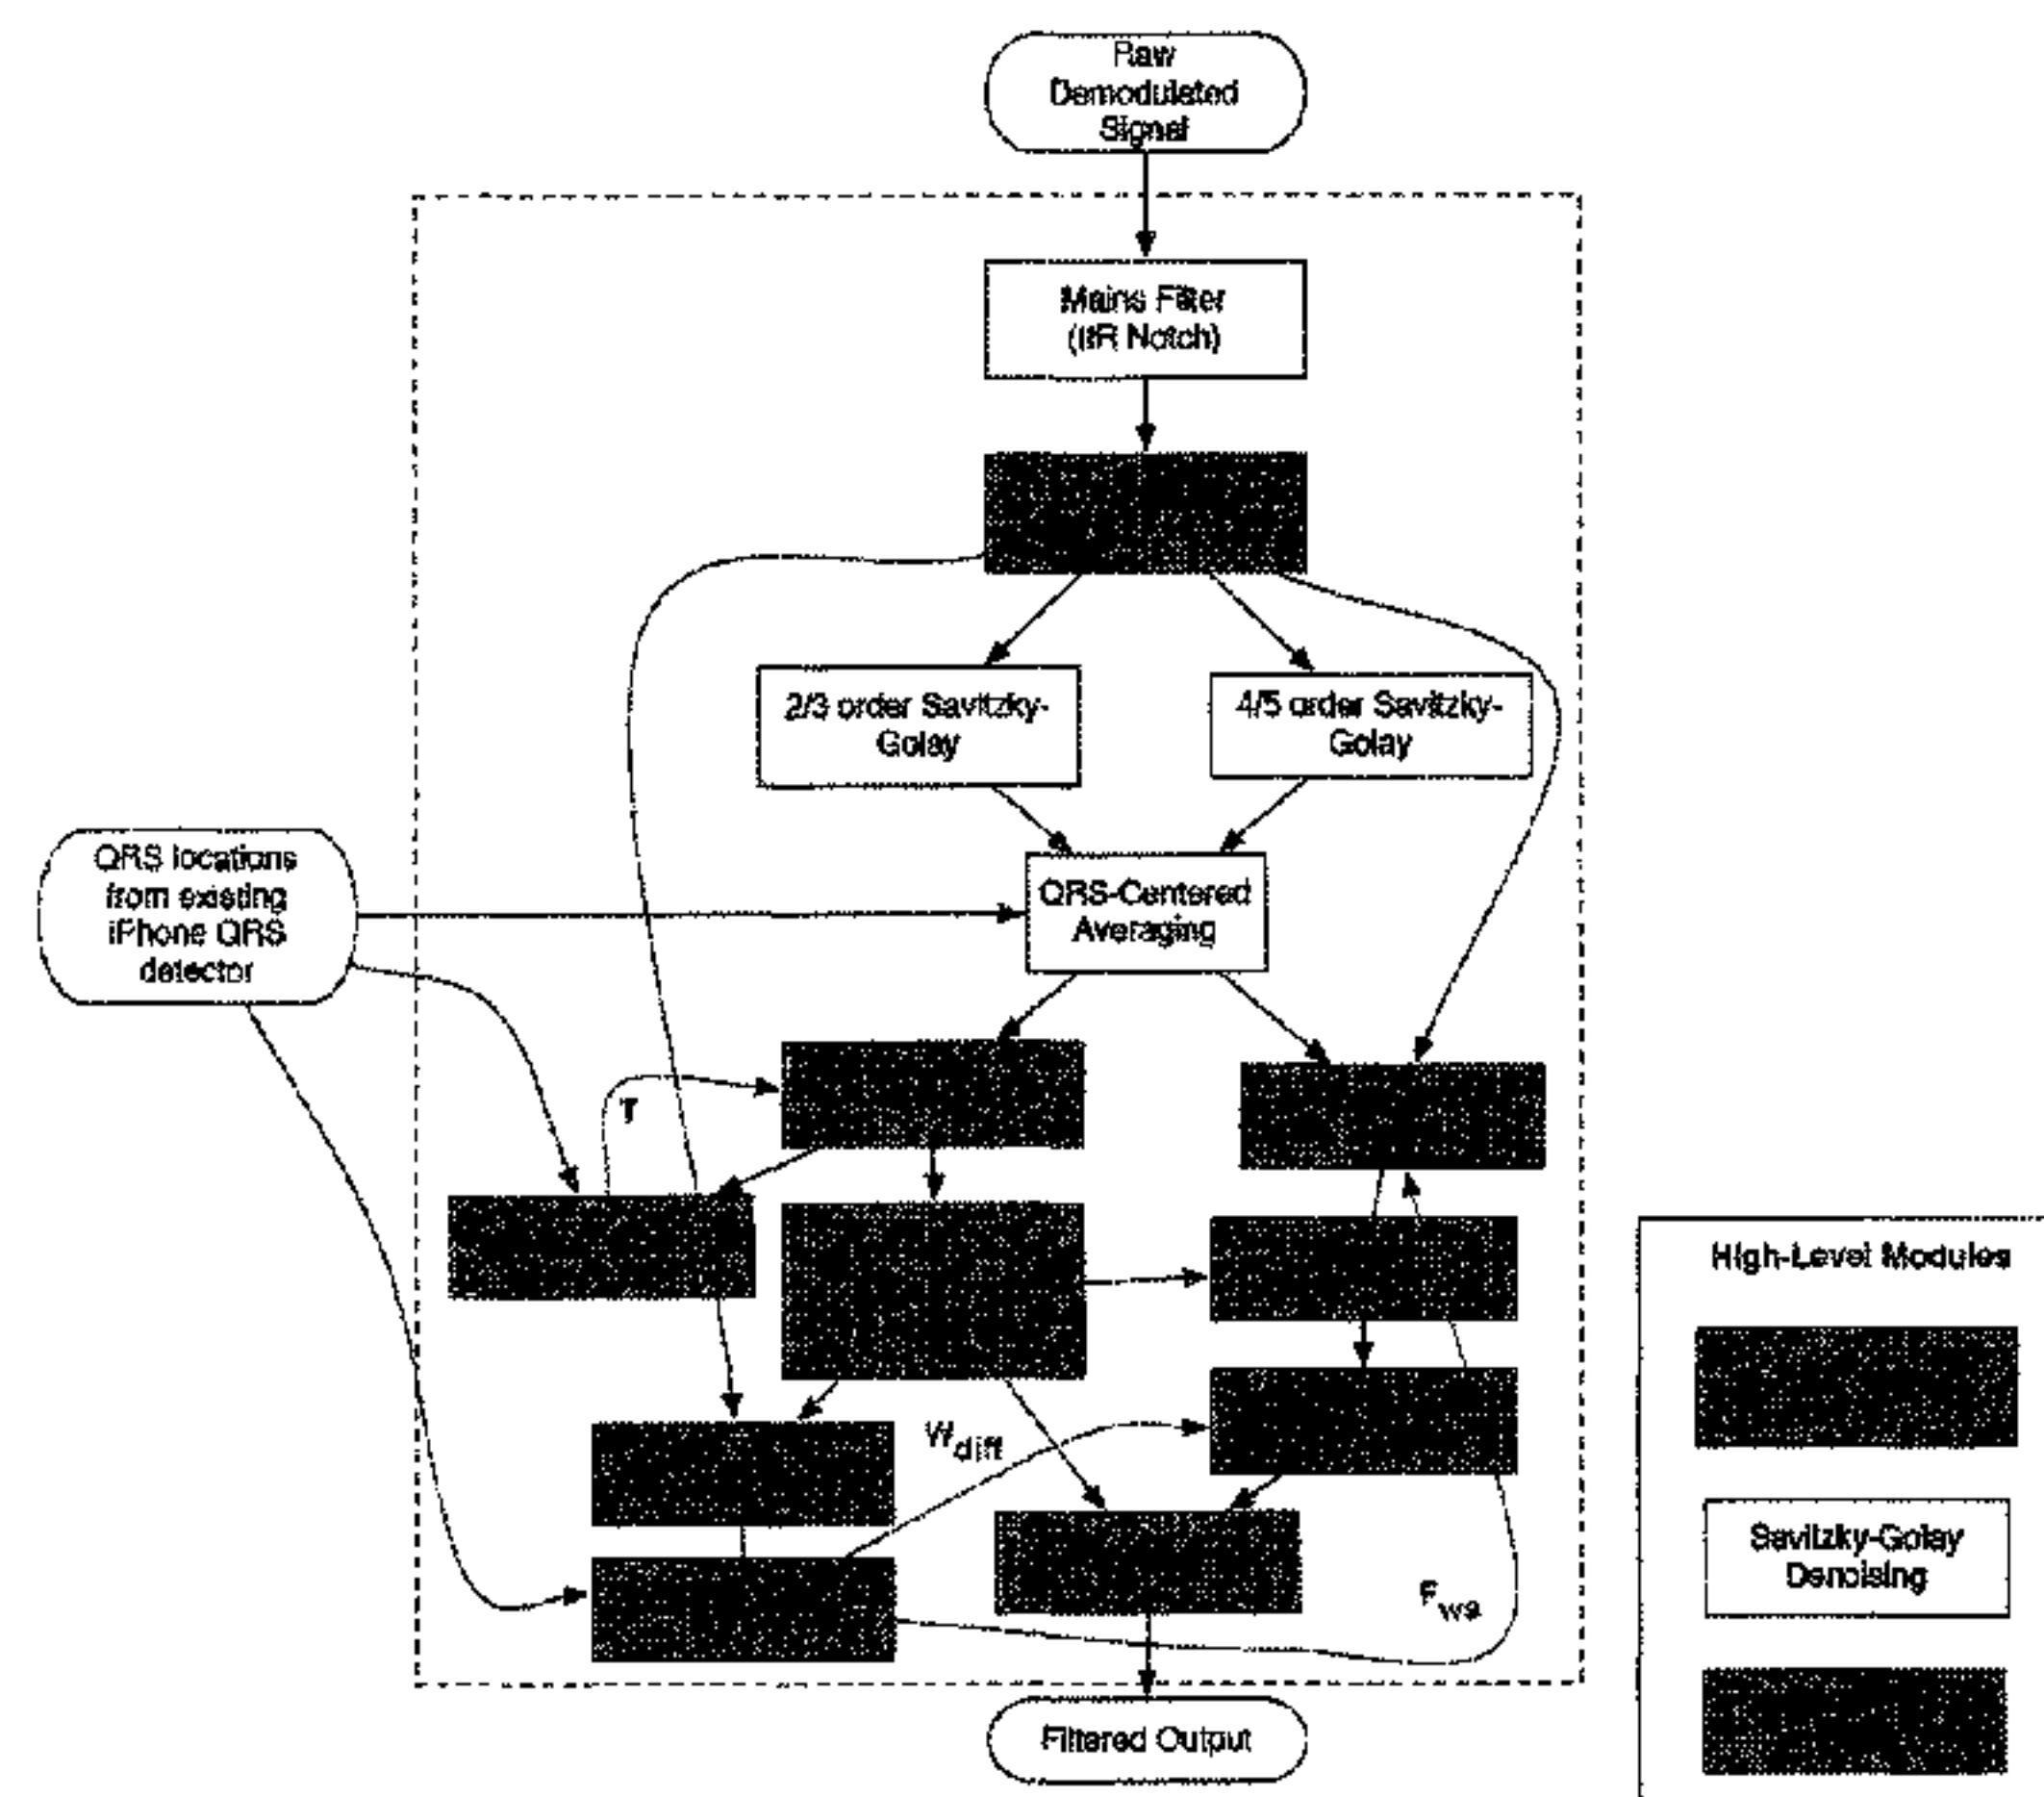 Raw
Demodulated
Signal
Mains Filter
(IIR Notch)
2/3 order Savitzky-
Golay
4/5 order Savitzky-
Golay
QRS locations
from existing
iPhone QRS
detector
QRS-Centered
Averaging
T
W diff
F
High-Level Modules
Savitzky-Golay
Denoising
Filtered Output